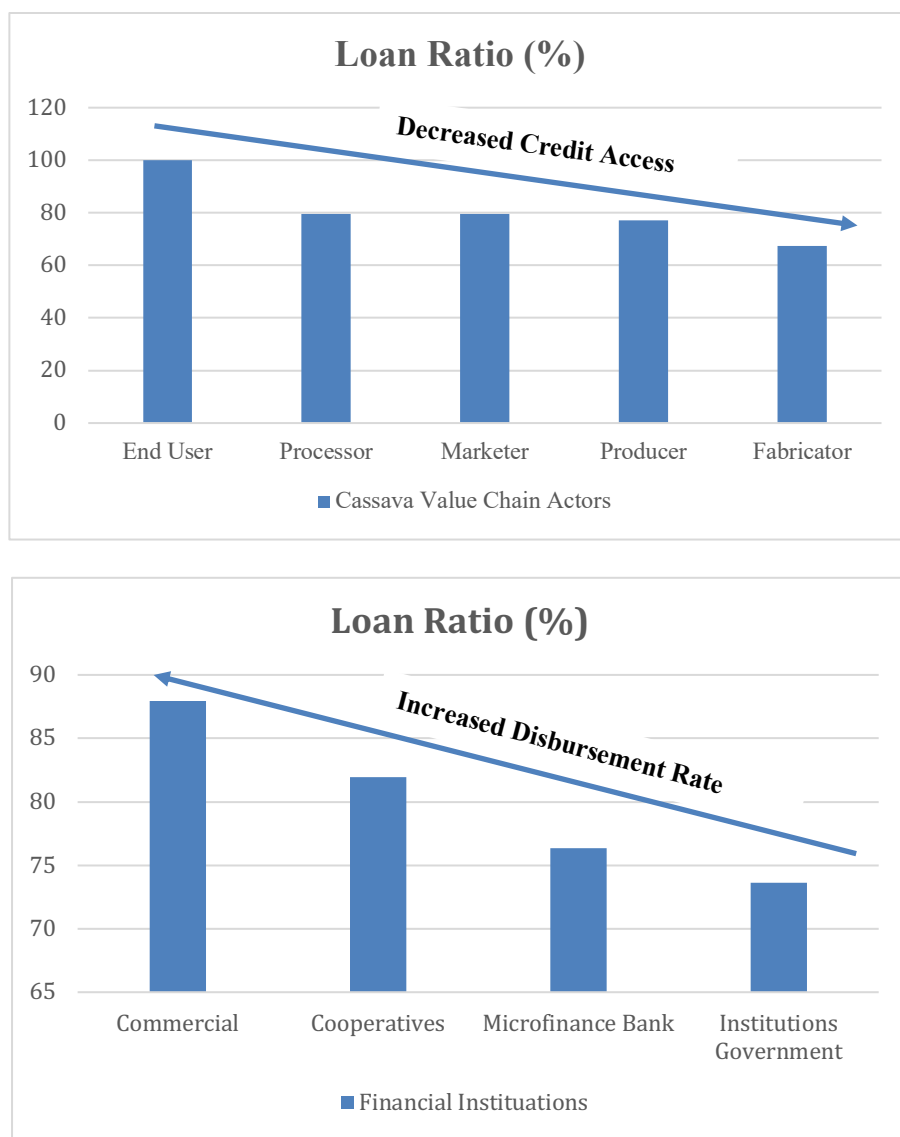 Loan Ratio (%)
120
Decreased Credit Access
100
80
60
40
20
0
End User Processor Marketer Producer Fabricator
Cassava Value Chain Actors
Loan Ratio (%)
90
Increased Disbursement Rate
85
80
75
70
65
Commercial Cooperatives Microfinance Bank Institutions
Government
Financial Instituations